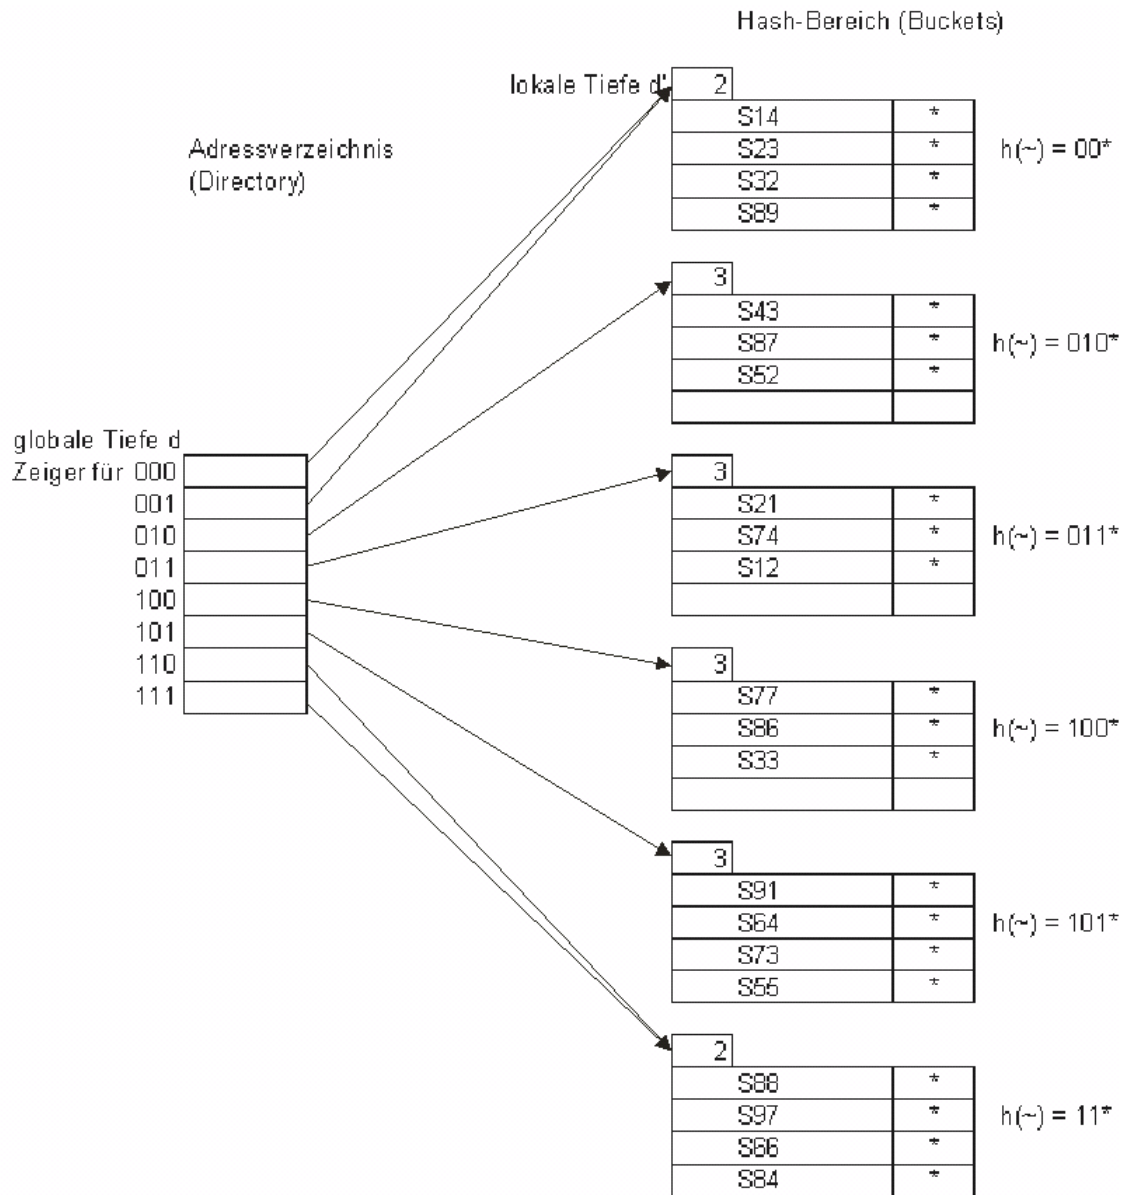 Hash-Bereich (Buckets)
lokale Tiefe d'
2
S14 *
S23 *
S32 *
S89 *
h(~) = 00*
Adressverzeichnis
(Directory)
3
S43 *
S87 *
S52 *
h(~) = 010*
globale Tiefe d
Zeiger für 000
001
010
011
100
101
110
111
3
S21 *
S74 *
S12 *
h(~) = 011*
3
S77 *
S86 *
S33 *
h(~) = 100*
3
S91 *
S64 *
S73 *
S55 *
h(~) = 101*
2
S88 *
S97 *
S66 *
S84 *
h(~) = 11*